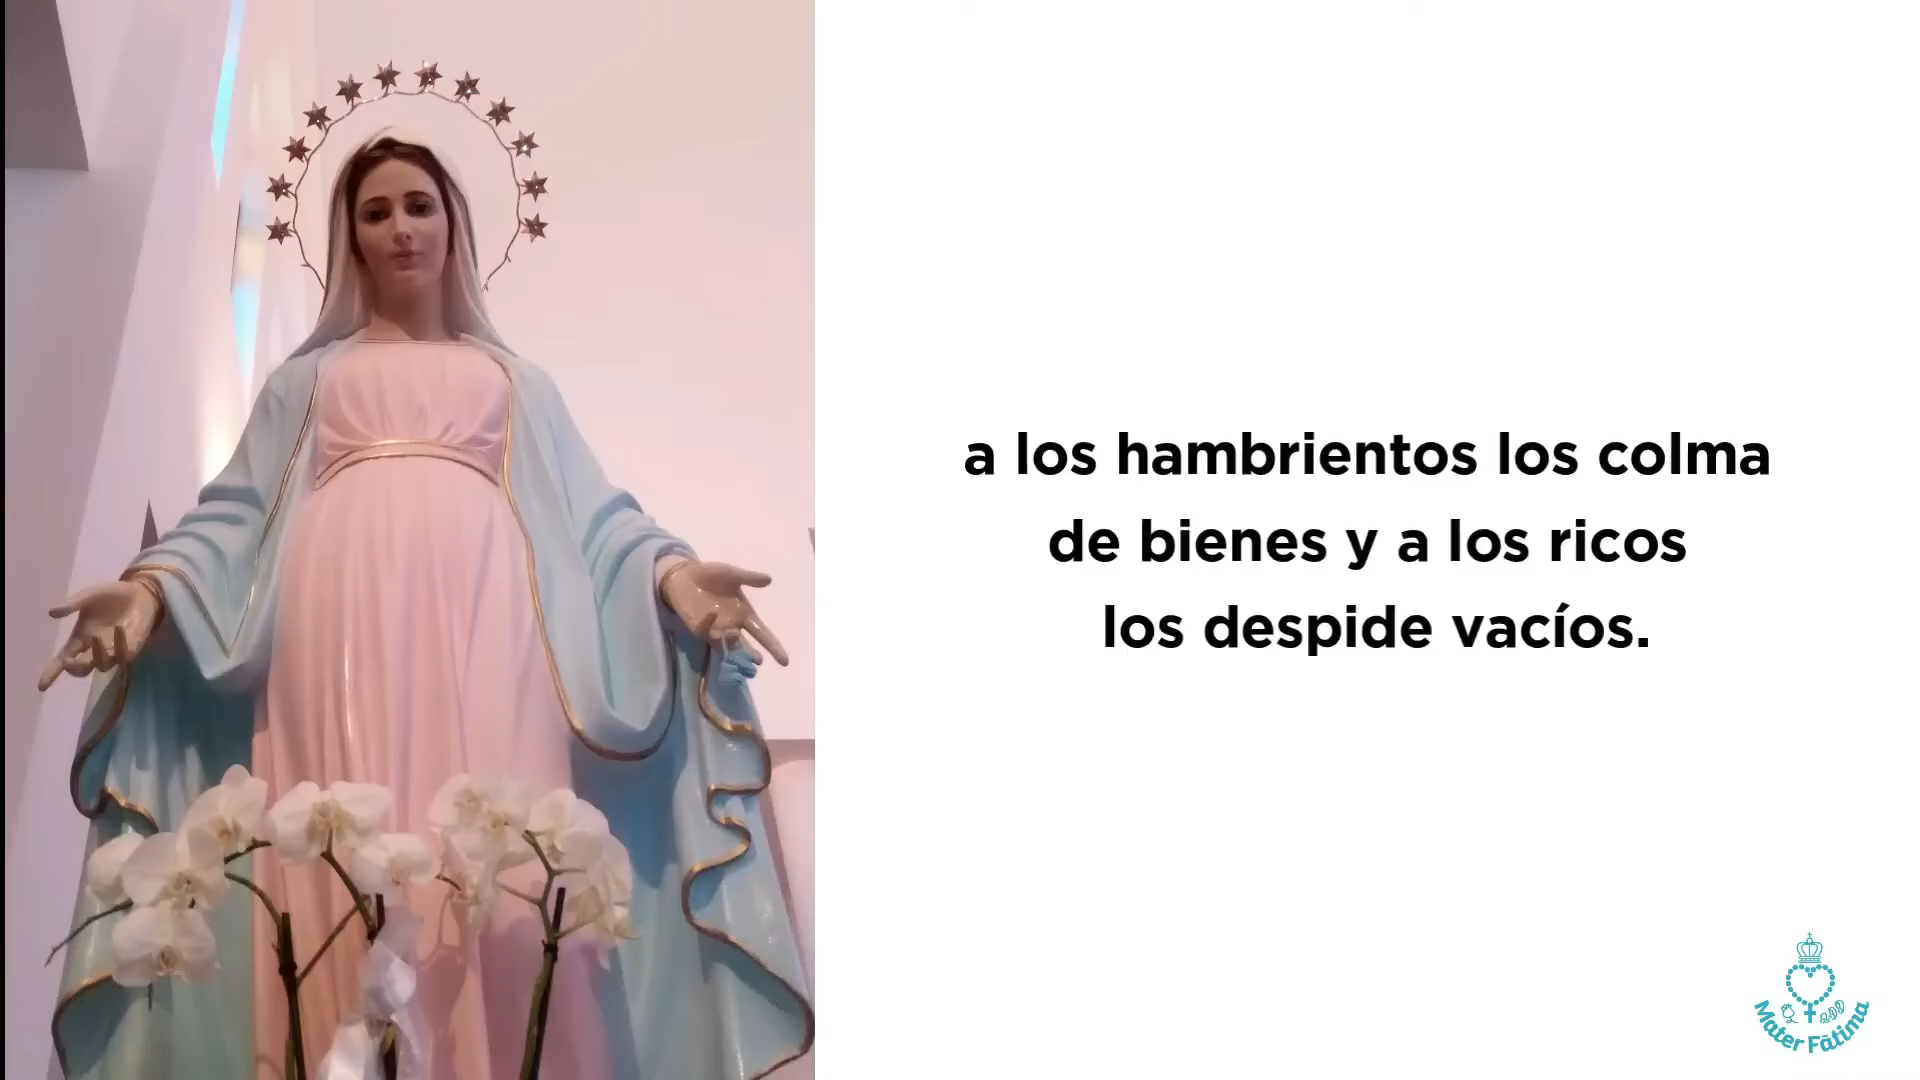 a los hambrientos los colma
de bienes y a los ricos
los despide vacíos.
Mater Fátima